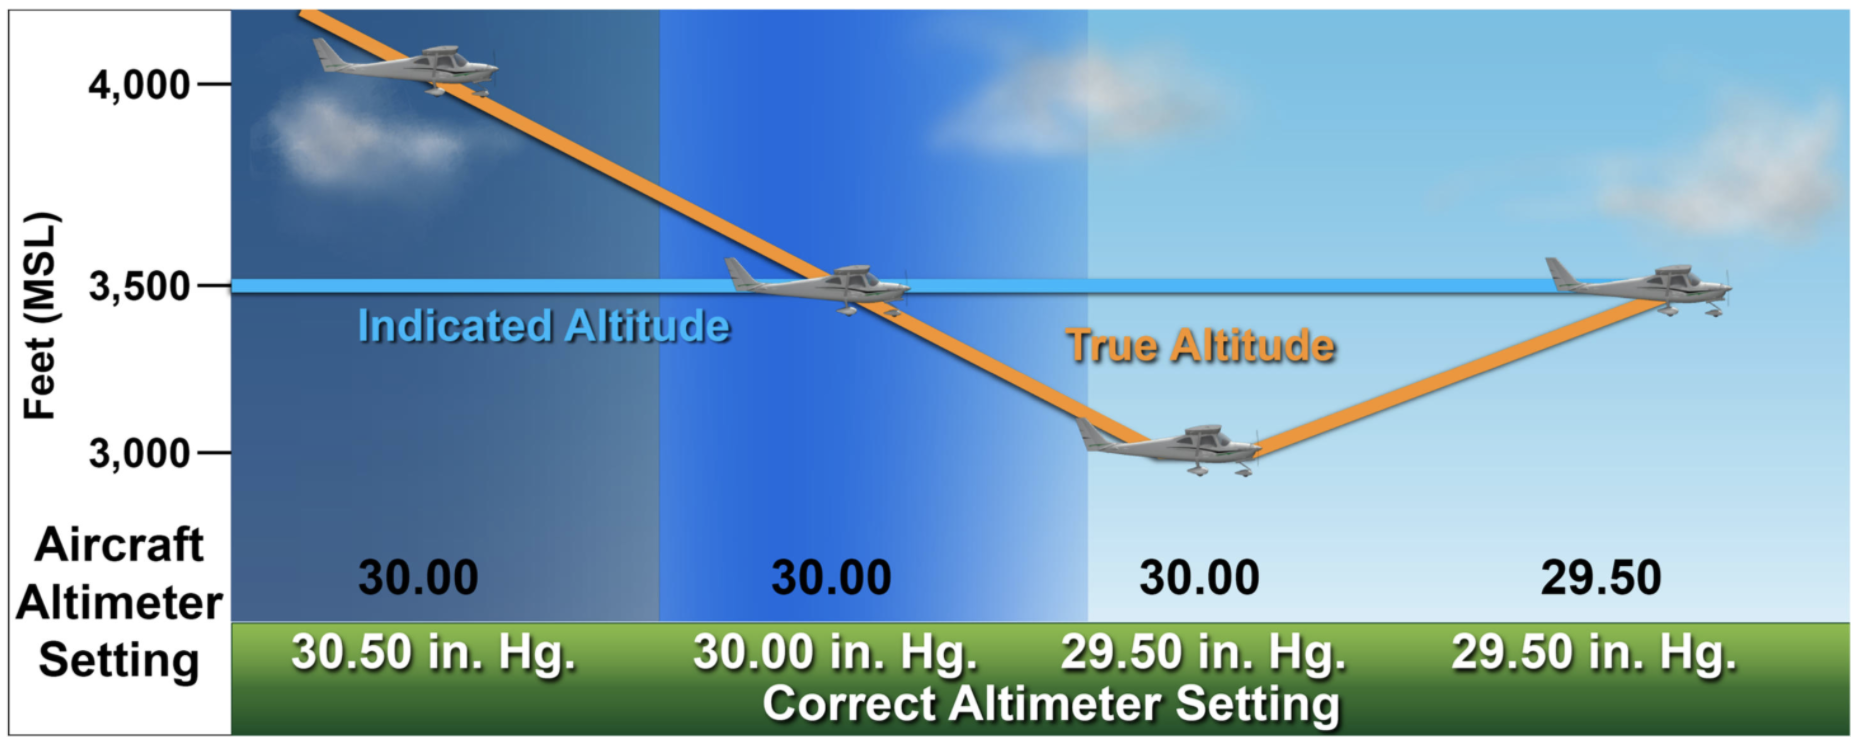 4,000
3,500
3,000
Feet (MSL)
Indicated Altitude
True Altitude
Aircraft
Altimeter
Setting
30.00 30.00 30.00 29.50
30.50 in. Hg. 30.00 in. Hg. 29.50 in. Hg. 29.50 in. Hg.
Correct Altimeter Setting